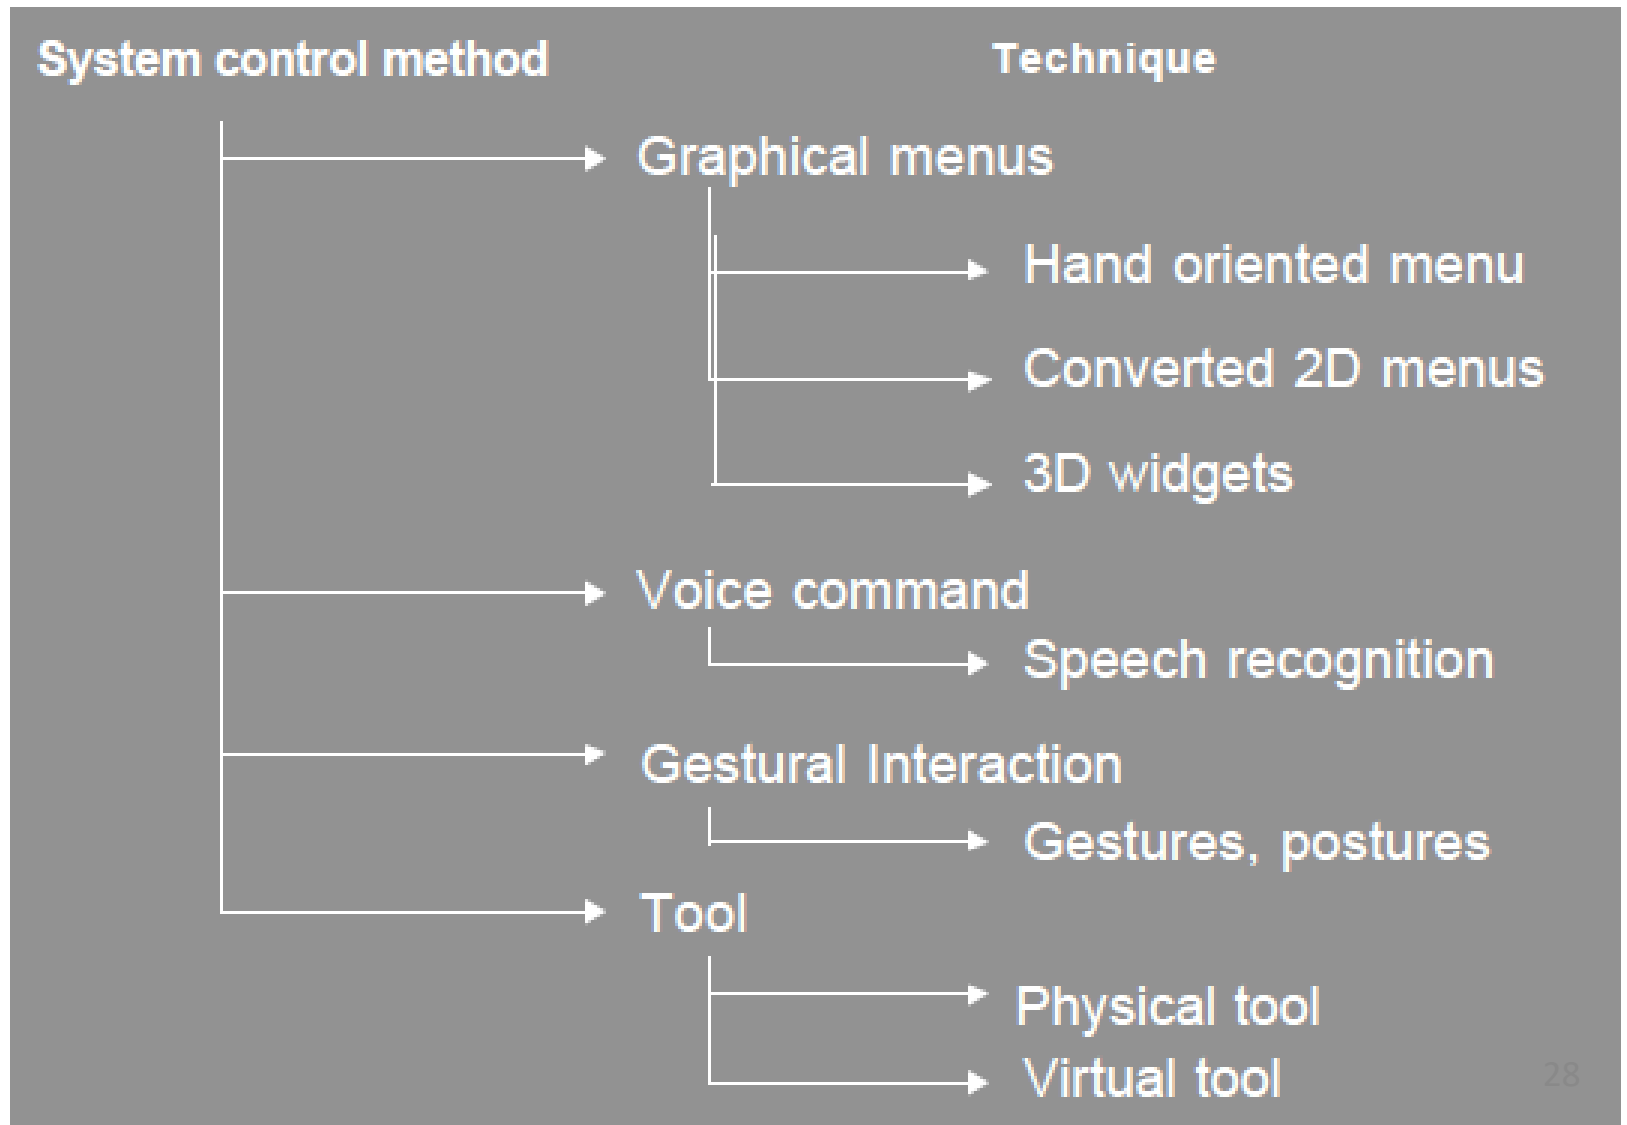 System control method
Technique
Graphical menus
Hand oriented menu
Converted 2D menus
3D widgets
Voice command
Speech recognition
Gestural Interaction
Gestures, postures
Tool
Physical tool
Virtual tool
28